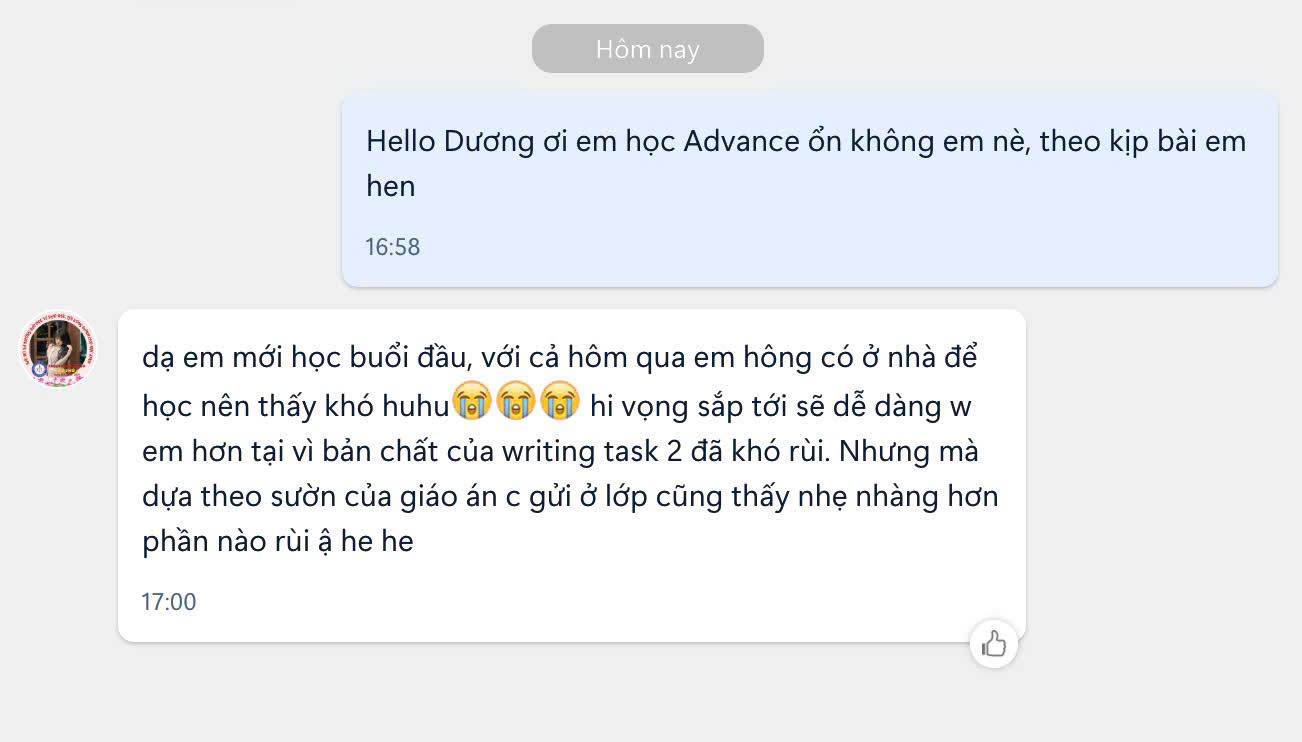 Hôm nay
Hello Dương ơi em học Advance ổn không em nè, theo kịp bài em
hen
16:58
dạ em mới học buổi đầu, với cả hôm qua em hông có ở nhà để
học nên thấy khó huhu😭😭😭 hi vọng sắp tới sẽ dễ dàng w
em hơn tại vì bản chất của writing task 2 đã khó rùi. Nhưng mà
dựa theo sườn của giáo án c gửi ở lớp cũng thấy nhẹ nhàng hơn
phần nào rùi ậ he he
17:00